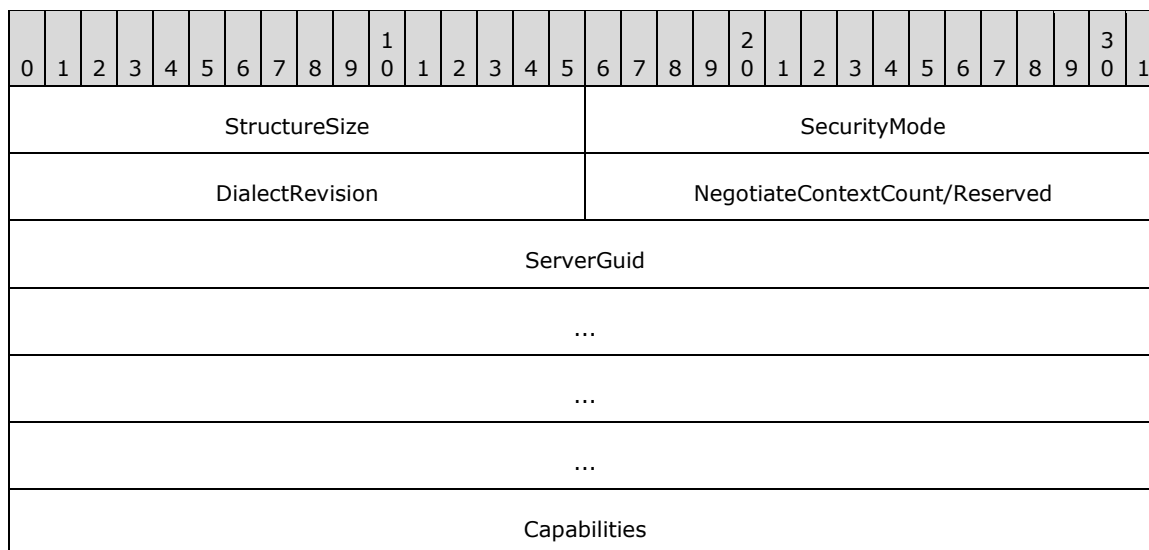 1 2 3
0 1 2 3 4 5 6 7 8 9 0 1 2 3 4 5 6 7 8 9 0 1 2 3 4 5 6 7 8 9 0 1
StructureSize SecurityMode
DialectRevision NegotiateContextCount/Reserved
ServerGuid
...
...
...
Capabilities